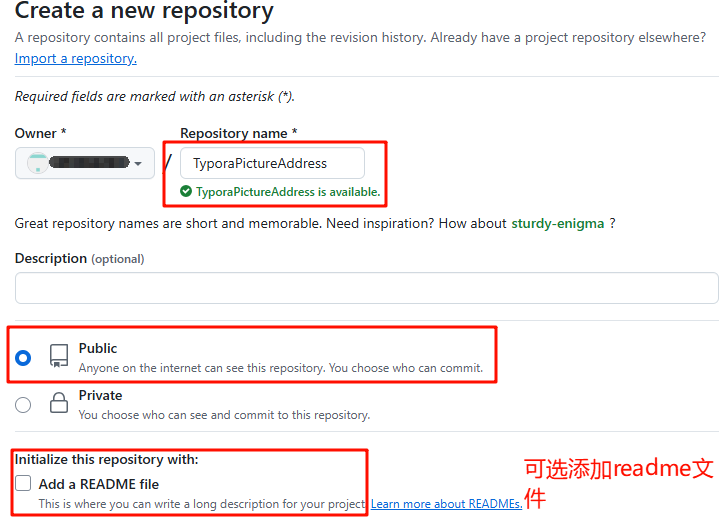 Create a new repository
A repository contains all project files, including the revision history. Already have a project repository elsewhere?
Import a repository.
Required fields are marked with an asterisk (*).
Owner *
Repository name *
/
TyporaPictureAddress
TyporaPictureAddress is available.
Great repository names are short and memorable. Need inspiration? How about sturdy-enigma ?
Description (optional)
Public
Anyone on the internet can see this repository. You choose who can commit.
Private
You choose who can see and commit to this repository.
Initialize this repository with:
Add a README file
This is where you can write a long description for your project. Learn more about READMEs.
可选添加readme文
件